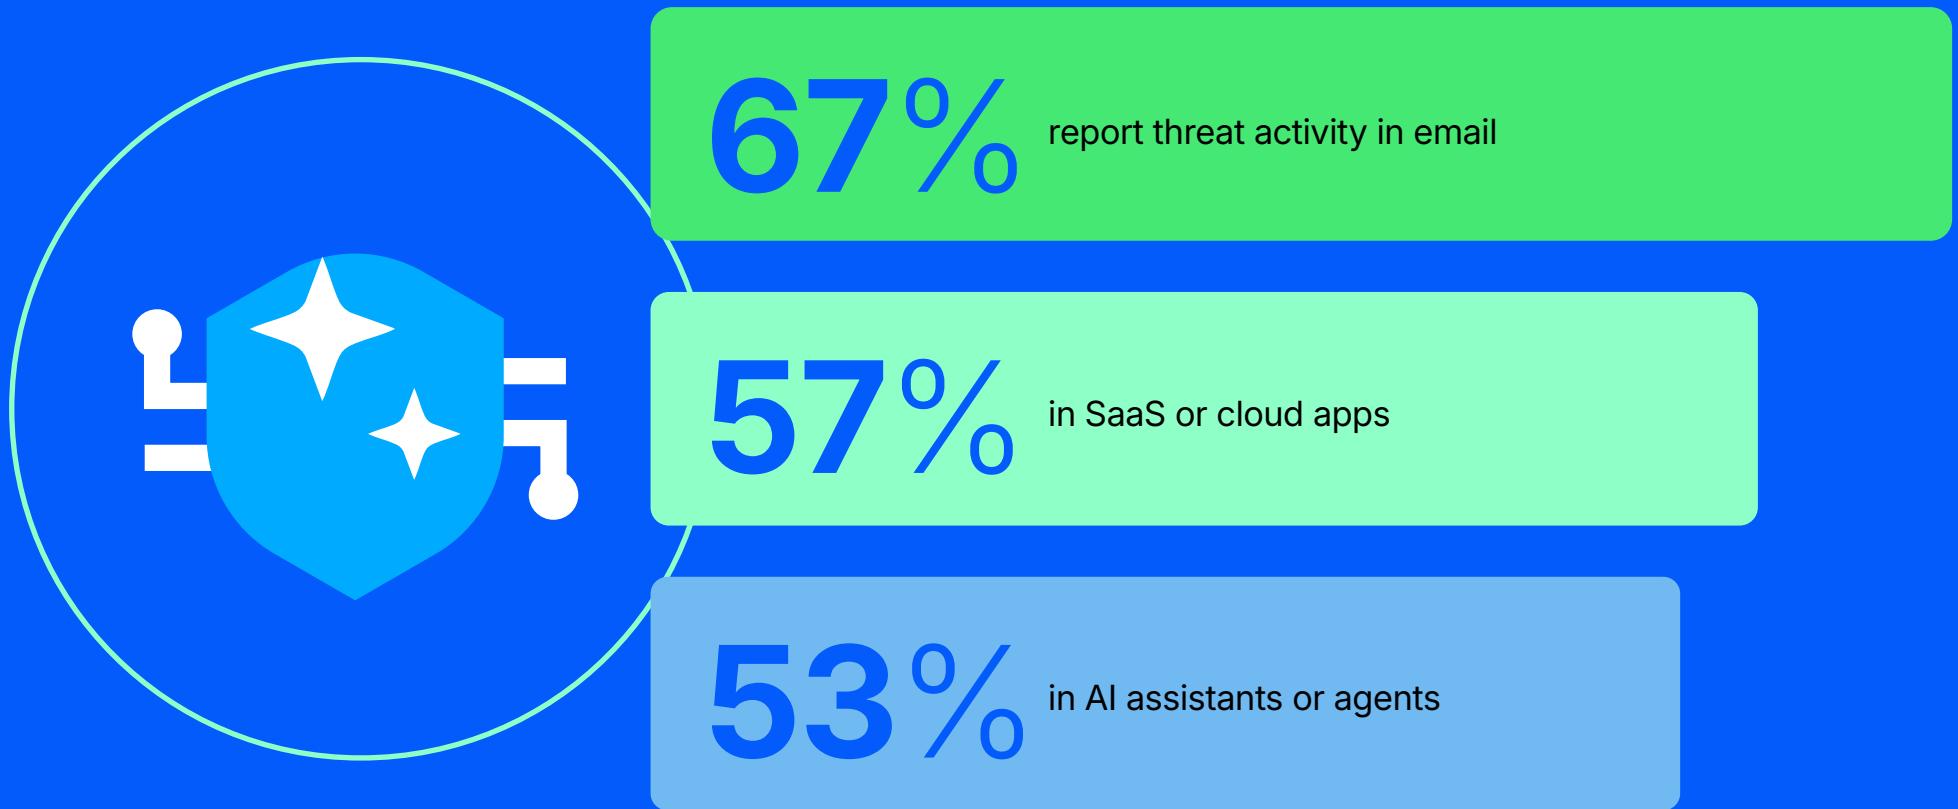 67% report threat activity in email
57% in SaaS or cloud apps
53% in AI assistants or agents